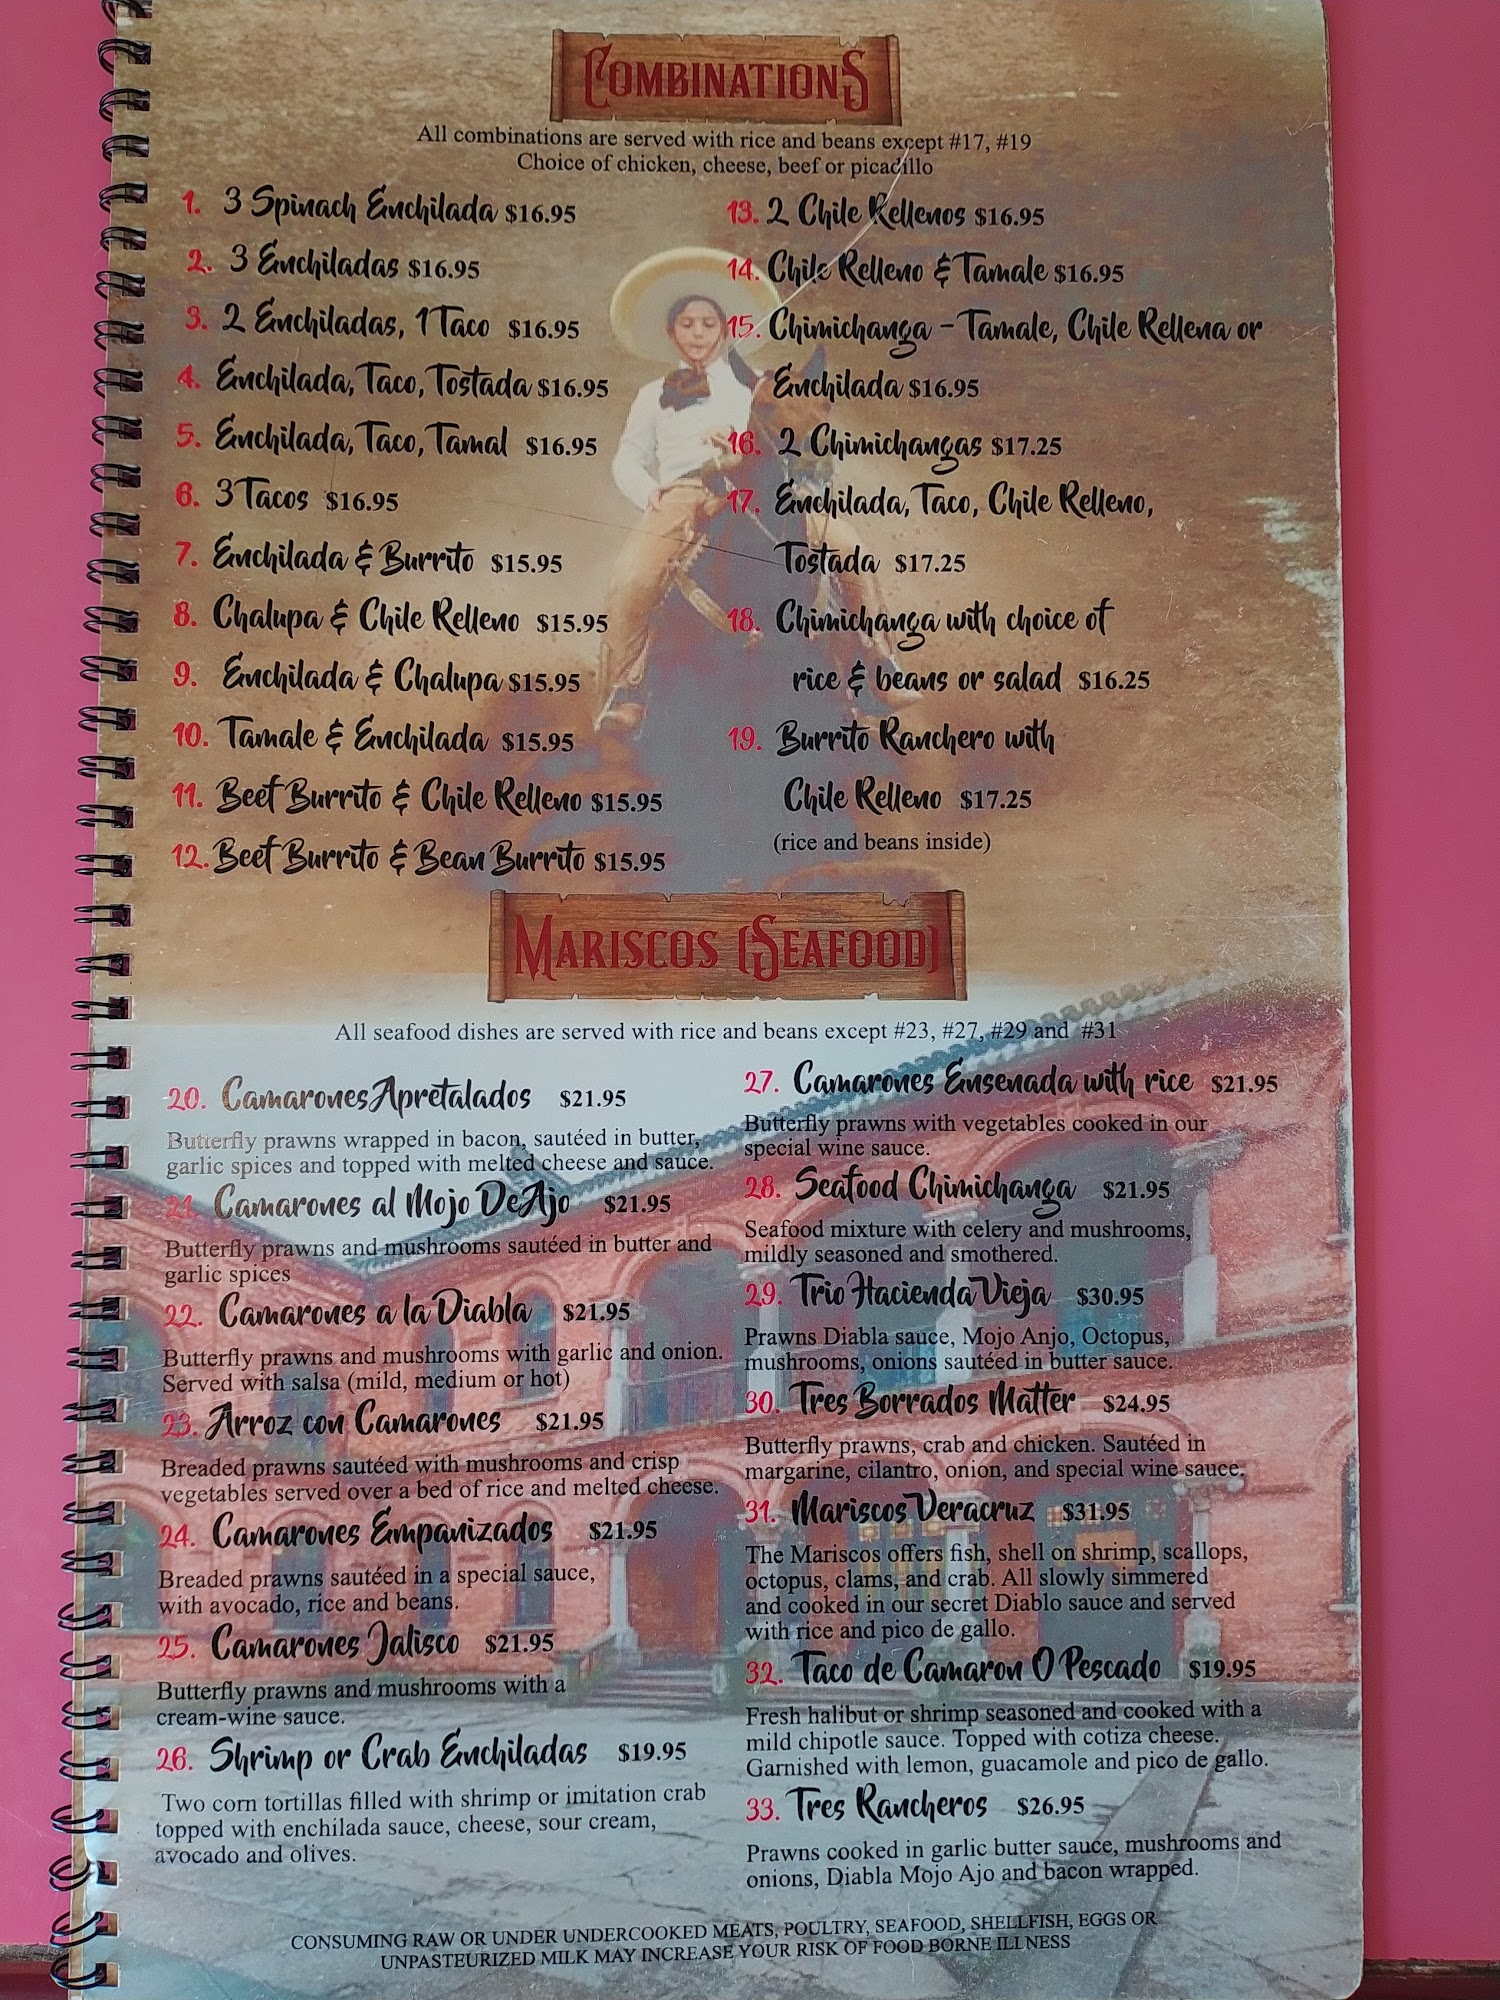 COMBINATIONS
All combinations are served with rice and beans except #17, #19
Choice of chicken, cheese, beef or picadillo
1. 3 Spinach Enchilada $16.95
2. 3 Enchiladas $16.95
3. 2 Enchiladas, 1 Taco $16.95
4. Enchilada, Taco, Tostada $16.95
5. Enchilada, Taco, Tamal $16.95
6. 3 Tacos $16.95
7. Enchilada & Burrito $15.95
8. Chalupa & Chile Relleno $15.95
9. Enchilada & Chalupa $15.95
10. Tamale & Enchilada $15.95
11. Beef Burrito & Chile Relleno $15.95
12. Beef Burrito & Bean Burrito $15.95
13. 2 Chile Rellenos $16.95
14. Chile Relleno & Tamale $16.95
15. Chimichanga - Tamale, Chile Rellena or
Enchilada $16.95
16. 2 Chimichangas $17.25
17. Enchilada, Taco, Chile Relleno,
Tostada $17.25
18. Chimichanga with choice of
rice & beans or salad $16.25
19. Burrito Ranchero with
Chile Relleno $17.25
(rice and beans inside)
MARISCOS (SEAFOOD)
All seafood dishes are served with rice and beans except #23, #27, #29 and #31
20. Camarones Apretalados $21.95
Butterfly prawns wrapped in bacon, sautéed in butter,
garlic spices and topped with melted cheese and sauce.
21. Camarones al Mojo De Ajo $21.95
Butterfly prawns and mushrooms sautéed in butter and
garlic spices
22. Camarones a la Diabla $21.95
Butterfly prawns and mushrooms with garlic and onion.
Served with salsa (mild, medium or hot)
23. Arroz con Camarones $21.95
Breaded prawns sautéed with mushrooms and crisp
vegetables served over a bed of rice and melted cheese.
24. Camarones Empanizados $21.95
Breaded prawns sautéed in a special sauce,
with avocado, rice and beans.
25. Camarones Jalisco $21.95
Butterfly prawns and mushrooms with a
cream-wine sauce.
26. Shrimp or Crab Enchiladas $19.95
Two corn tortillas filled with shrimp or imitation crab
topped with enchilada sauce, cheese, sour cream,
avocado and olives.
27. Camarones Ensenada with rice $21.95
Butterfly prawns with vegetables cooked in our
special wine sauce.
28. Seafood Chimichanga $21.95
Seafood mixture with celery and mushrooms,
mildly seasoned and smothered.
29. Trio Hacienda Vieja $30.95
Prawns Diabla sauce, Mojo Anjo, Octopus,
mushrooms, onions sautéed in butter sauce.
30. Tres Borrados Matter $24.95
Butterfly prawns, crab and chicken. Sautéed in
margarine, cilantro, onion, and special wine sauce.
31. Mariscos Veracruz $31.95
The Mariscos offers fish, shell on shrimp, scallops,
octopus, clams, and crab. All slowly simmered
and cooked in our secret Diablo sauce and served
with rice and pico de gallo.
32. Taco de Camaron O Pescado $19.95
Fresh halibut or shrimp seasoned and cooked with a
mild chipotle sauce. Topped with cotiza cheese.
Garnished with lemon, guacamole and pico de gallo.
33. Tres Rancheros $26.95
Prawns cooked in garlic butter sauce, mushrooms and
onions, Diabla Mojo Ajo and bacon wrapped.
CONSUMING RAW OR UNDER UNDERCOOKED MEATS, POULTRY, SEAFOOD, SHELLFISH, EGGS OR
UNPASTEURIZED MILK MAY INCREASE YOUR RISK OF FOOD BORNE ILLNESS